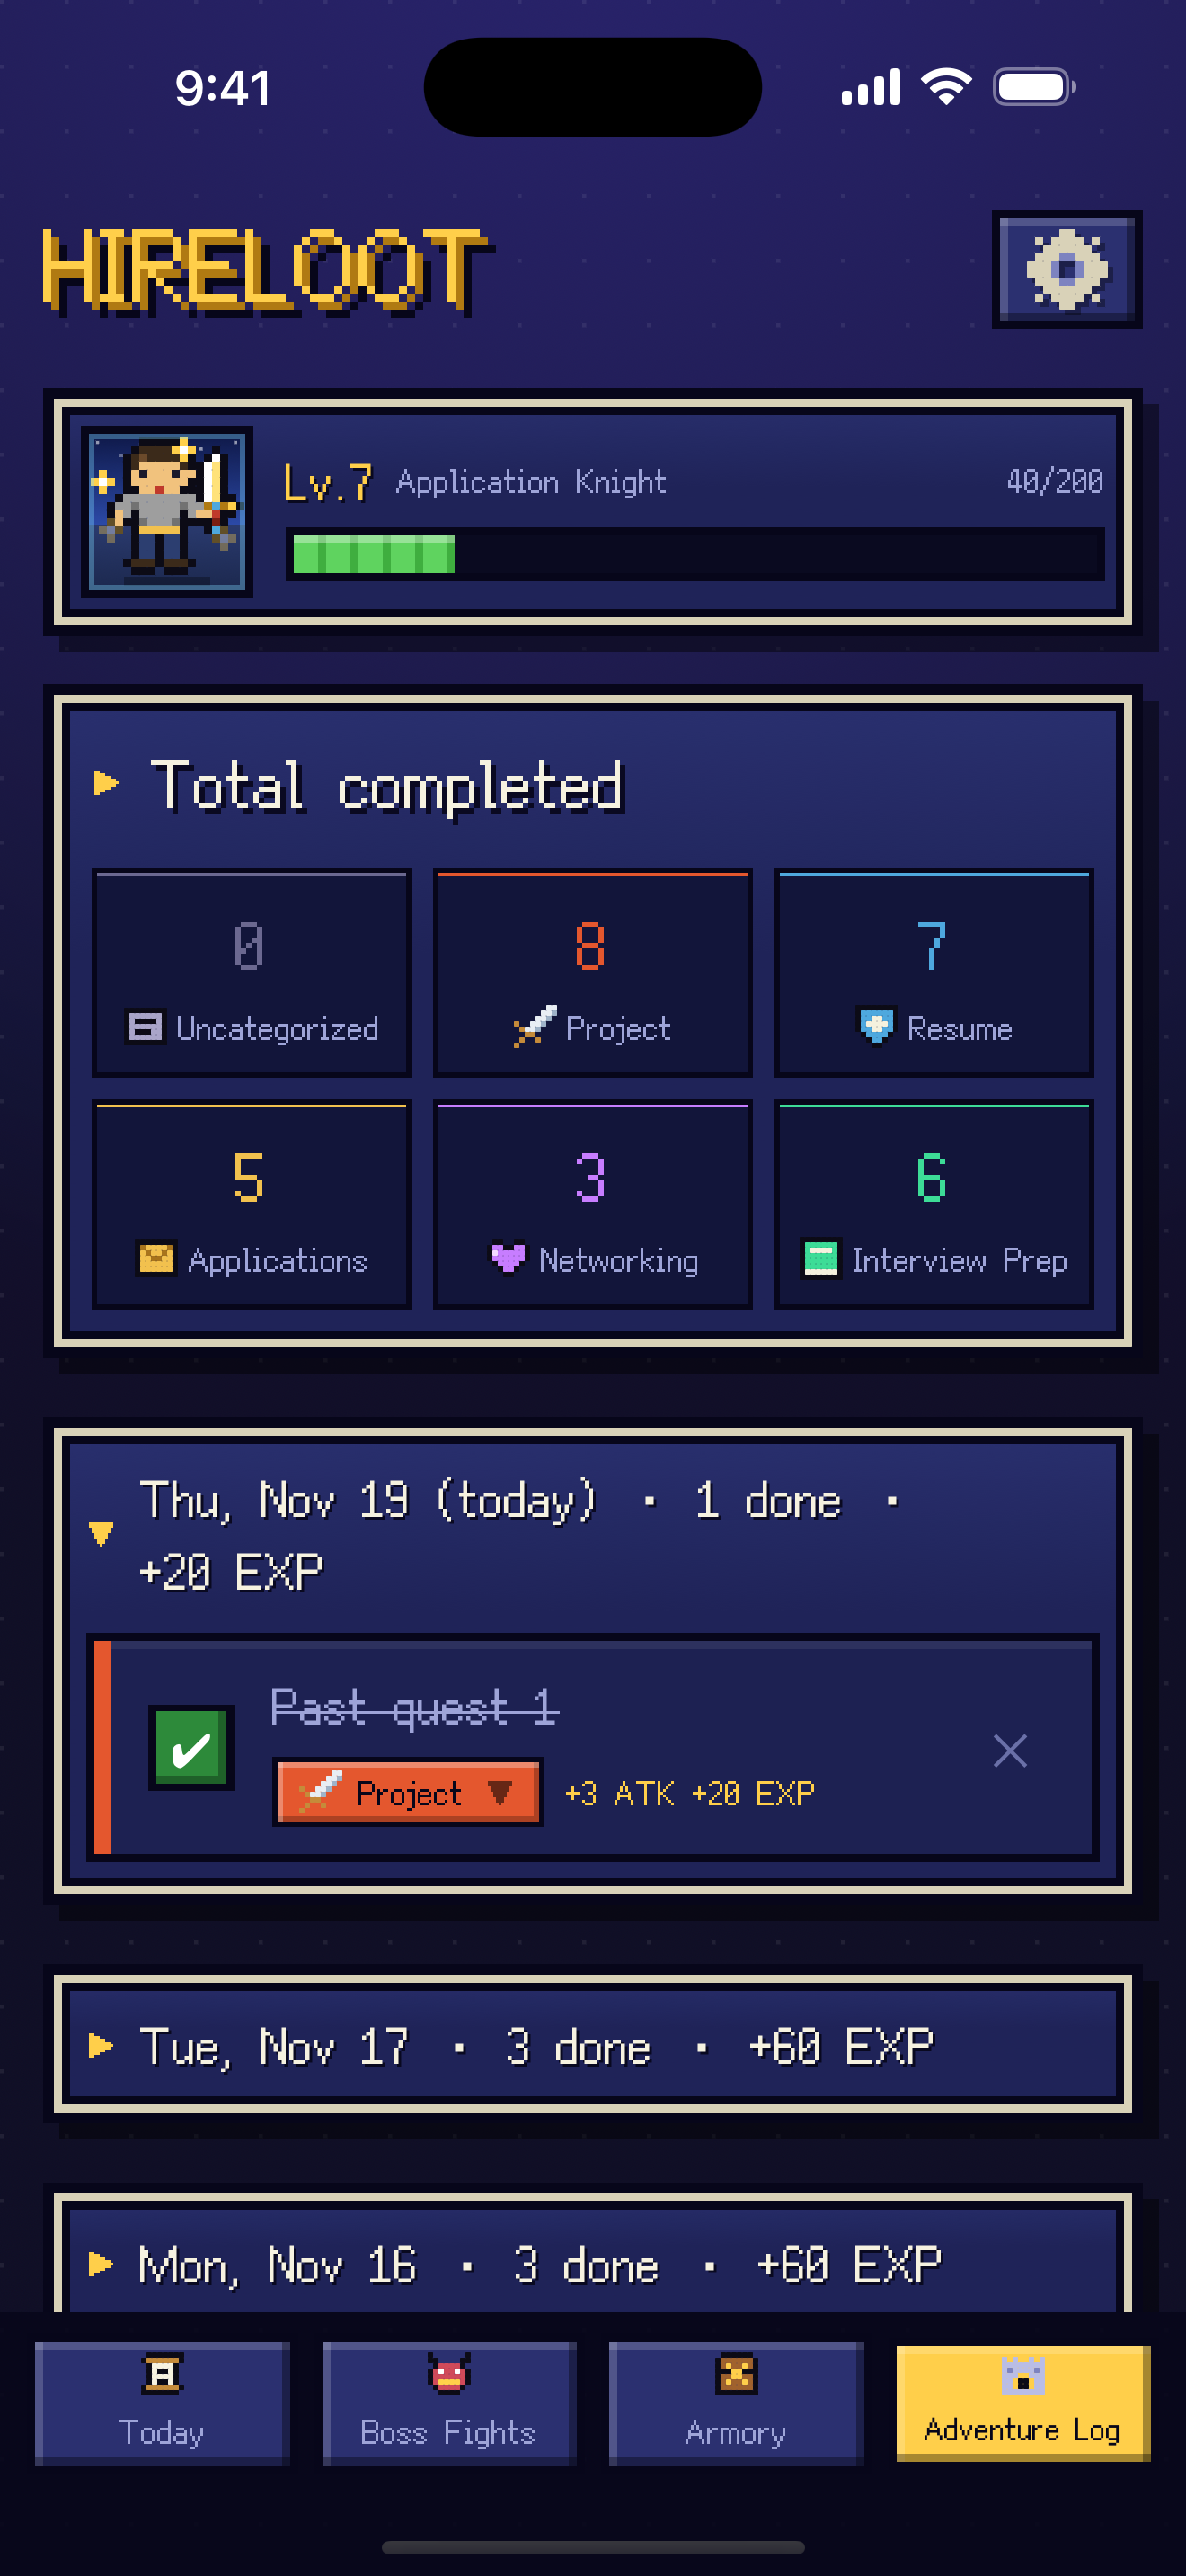 9:41
HIRELOOT
Lv.7 Application Knight 40/200
Total completed
0 8 7
Uncategorized Project Resume
5 3 6
Applications Networking Interview Prep
Thu, Nov 19 (today) · 1 done ·
+20 EXP
Past quest 1
Project +3 ATK +20 EXP
Tue, Nov 17 · 3 done · +60 EXP
Mon, Nov 16 · 3 done · +60 EXP
Today Boss Fights Armory Adventure Log